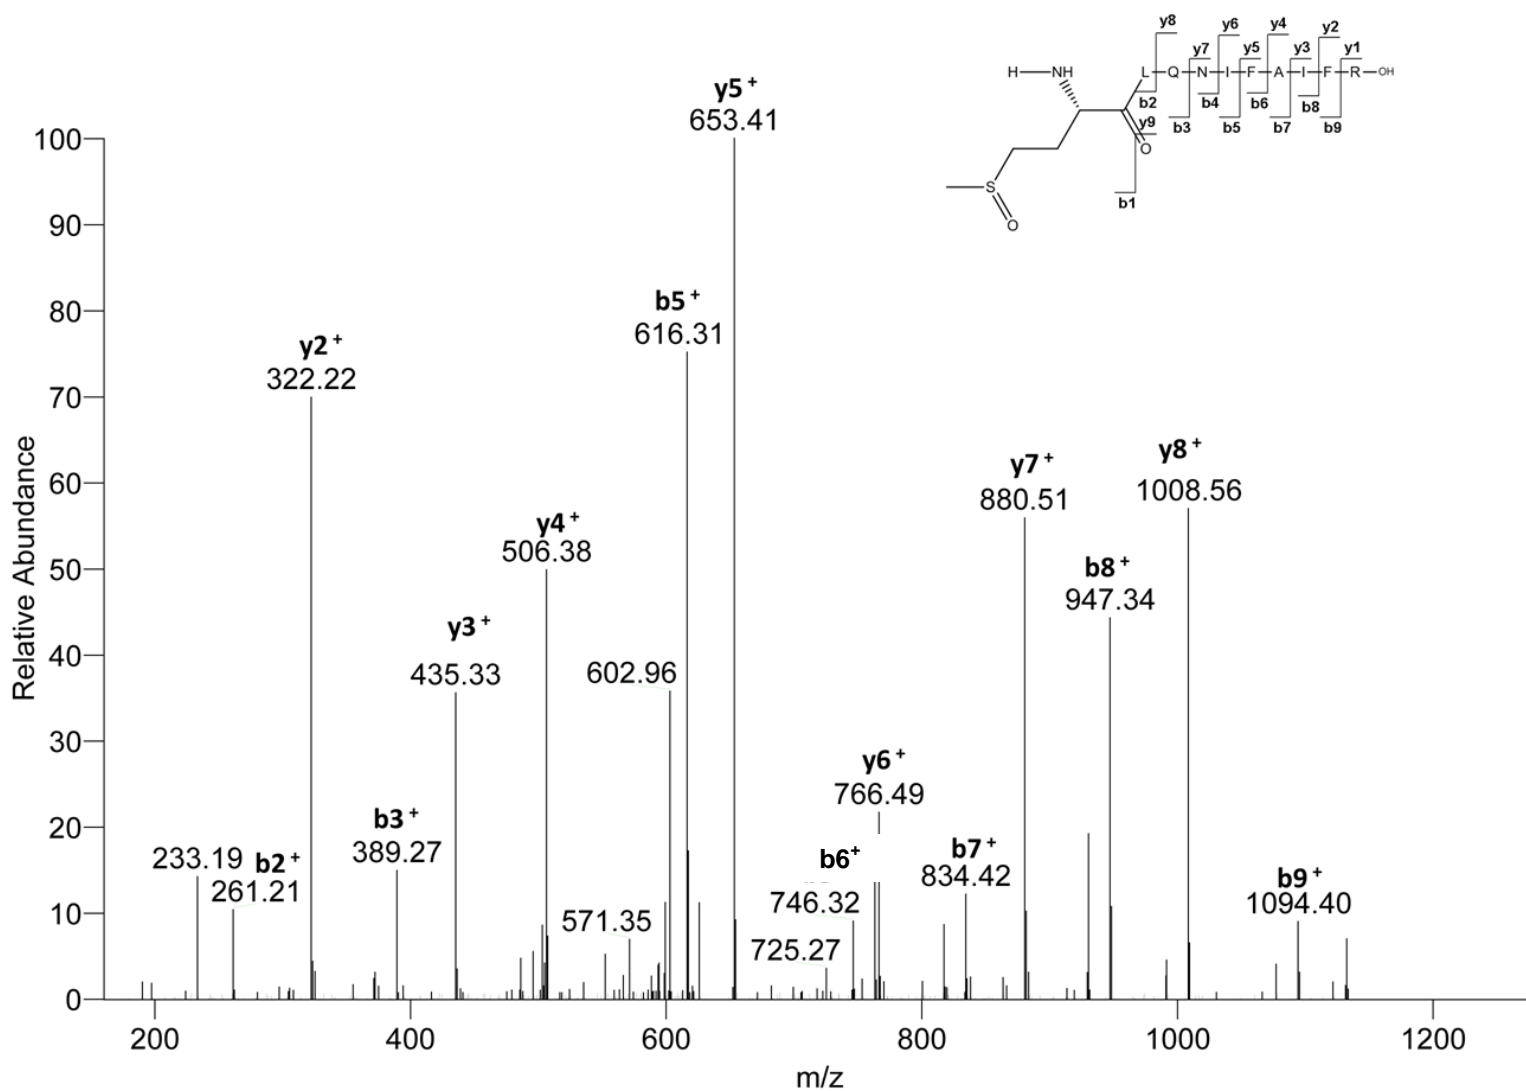 y8 y6 y4 y2
y7 y5 y3 y1
H NH L Q N I F A I F R OH
b2 b4 b6 b8
y9 b3 b5 b7 b9
O
S
b1
O
y5 +
653.41
100
90
80
b5 +
616.31
y2 +
322.22
70
60
y8 +
1008.56
y7 +
880.51
y4 +
506.38
50
b8 +
947.34
40
y3 +
435.33
602.96
30
y6 +
766.49
20
b3 +
389.27
233.19 b2 +
261.21
b6+
746.32
b7 +
834.42
b9 +
1094.40
571.35
725.27
10
0
200 400 600 800 1000 1200
m/z
Relative Abundance